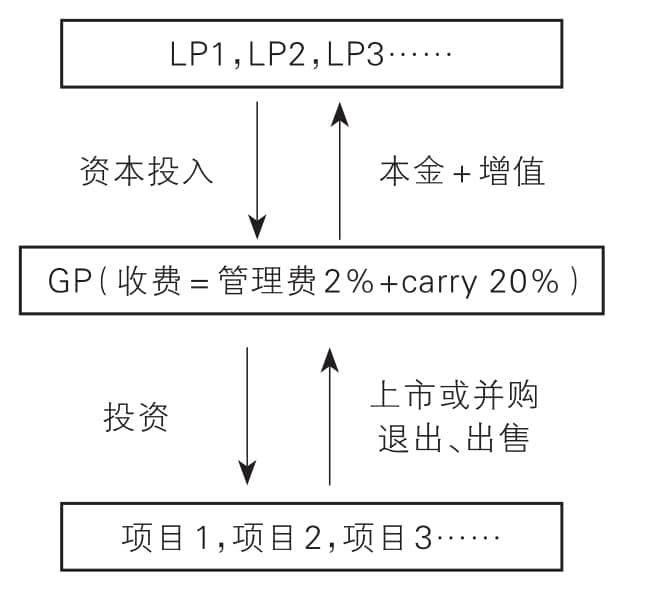 LP1,LP2,LP3……
资本投入
本金+增值
GP(收费=管理费2%+carry 20%)
投资
上市或并购
退出、出售
项目1,项目2,项目3……